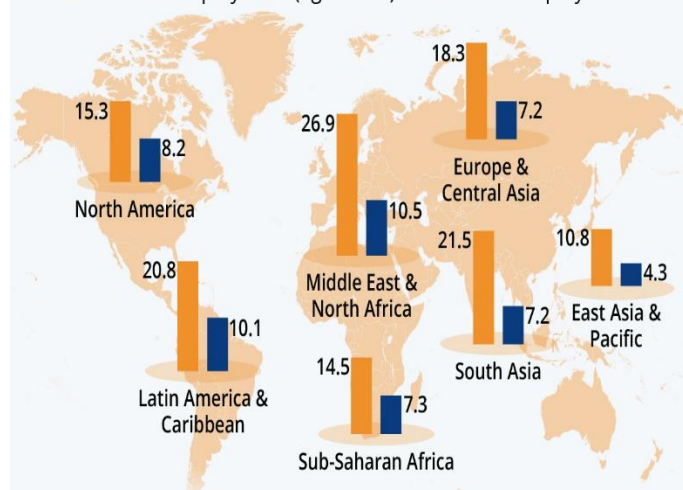 18.3
15.3
8.2
7.2
26.9
Europe &
Central Asia
North America
10.5
21.5
10.8
20.8
4.3
Middle East &
North Africa
7.2
East Asia &
Pacific
10.1
14.5
South Asia
Latin America &
Caribbean
7.3
Sub-Saharan Africa